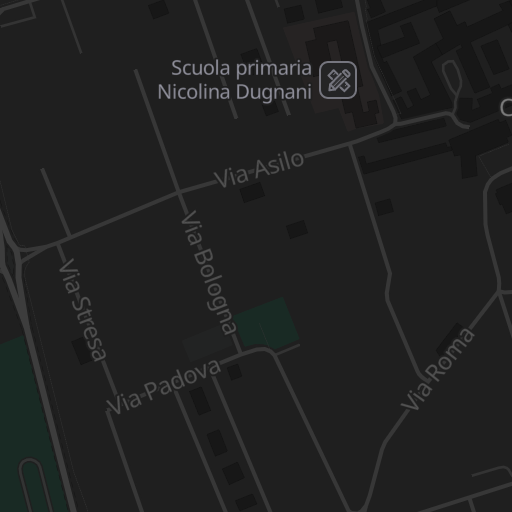 Scuola primaria
Nicolina Dugnani
C
Via Asilo
Via Bologna
Via Stresa
Via Roma
Via Padova